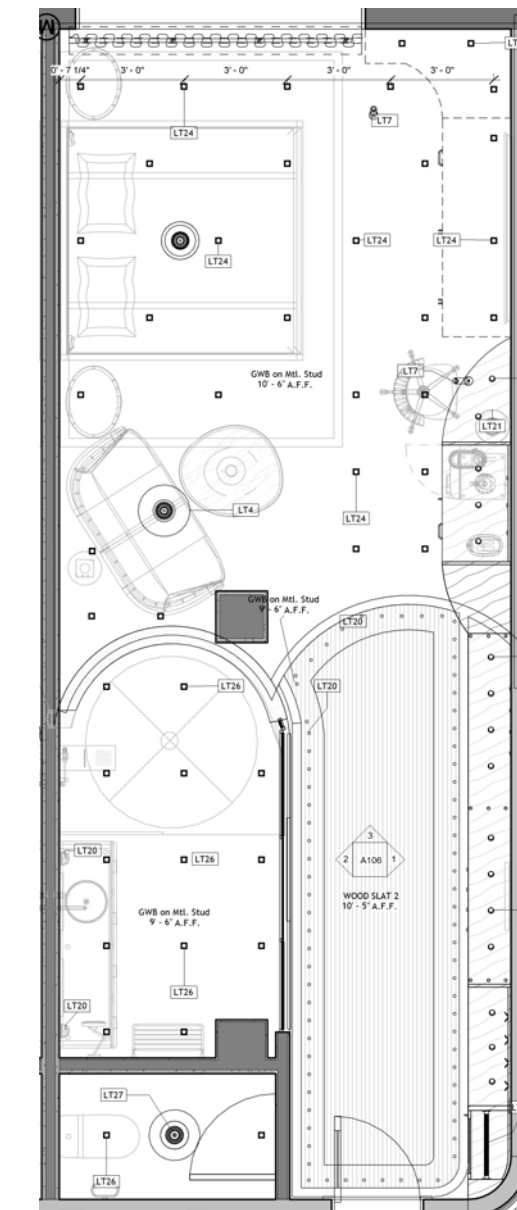 M
LT
0' - 7 1/4"
3' - 0"
3' - 0"
3' - 0"
3' - 0"
LT7
LT24
LT24
LT24
LT24
LT7
GWB on Mtl. Stud
10' - 6" A.F.F.
LT21
LT4
LT24
GWB on Mtl. Stud
9' - 6" A.F.F.
LT20
LT26
LT20
3
2
A106
1
LT20
LT26
WOOD SLAT 2
10' - 5" A.F.F.
GWB on Mtl. Stud
9' - 6" A.F.F.
LT26
LT20
LT27
LT26